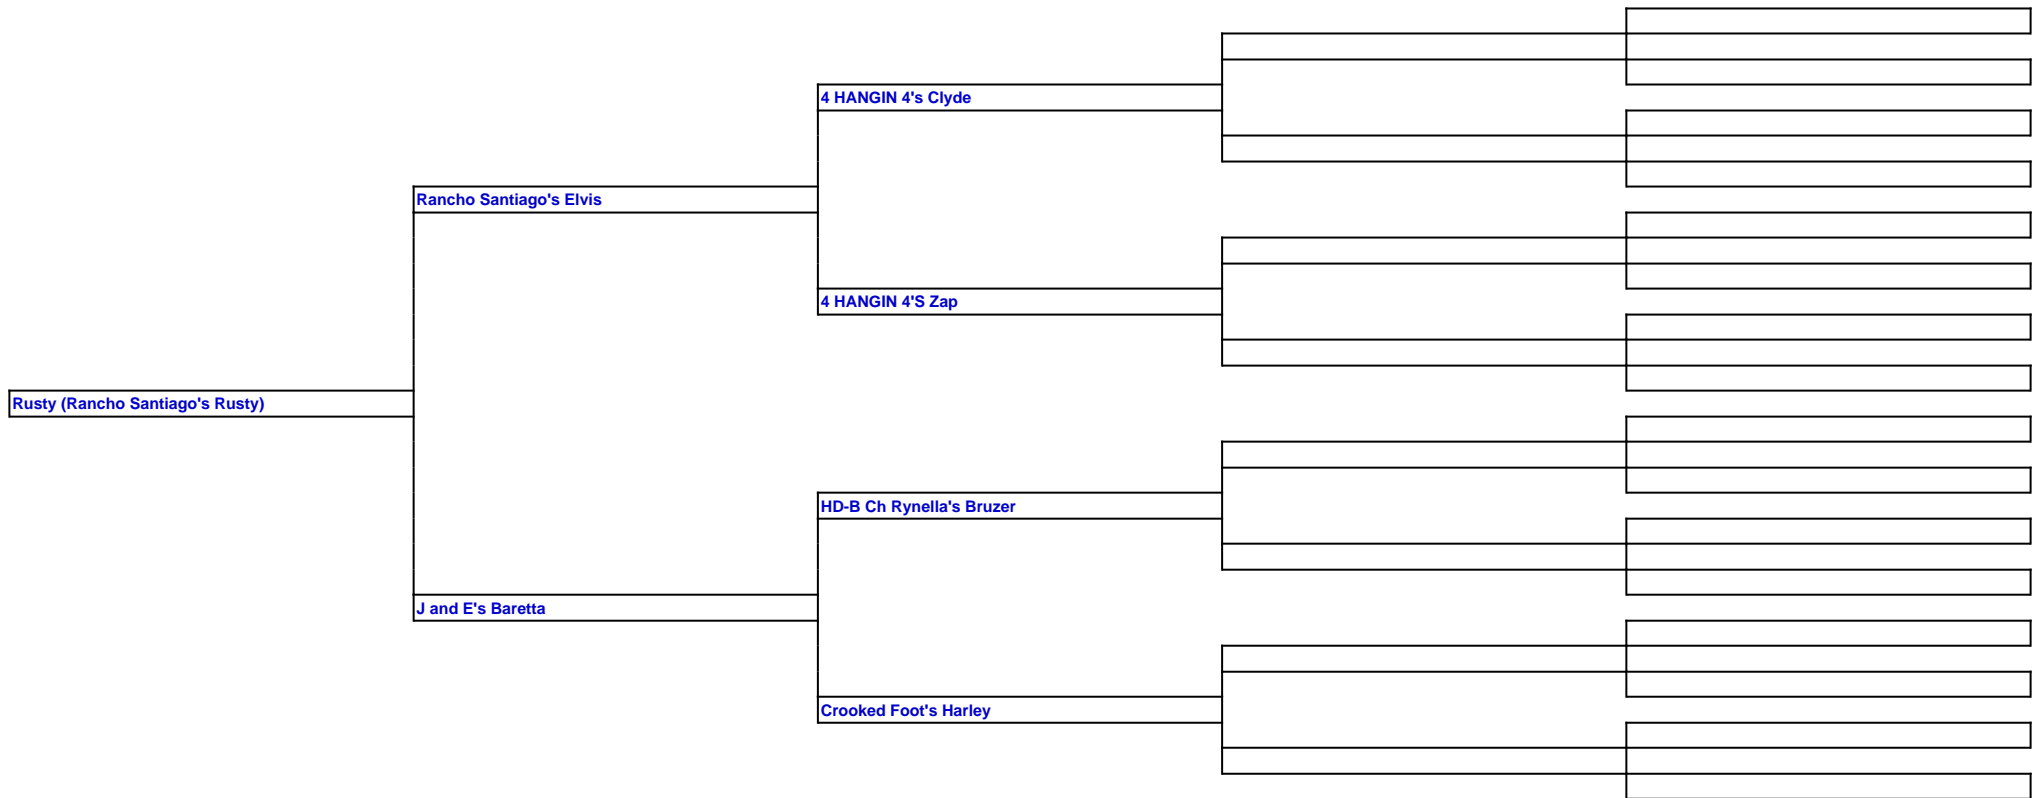 4 HANGIN 4's Clyde
Rancho Santiago's Elvis
4 HANGIN 4'S Zap
Rusty (Rancho Santiago's Rusty)
HD-B Ch Rynella's Bruzer
J and E's Baretta
Crooked Foot's Harley